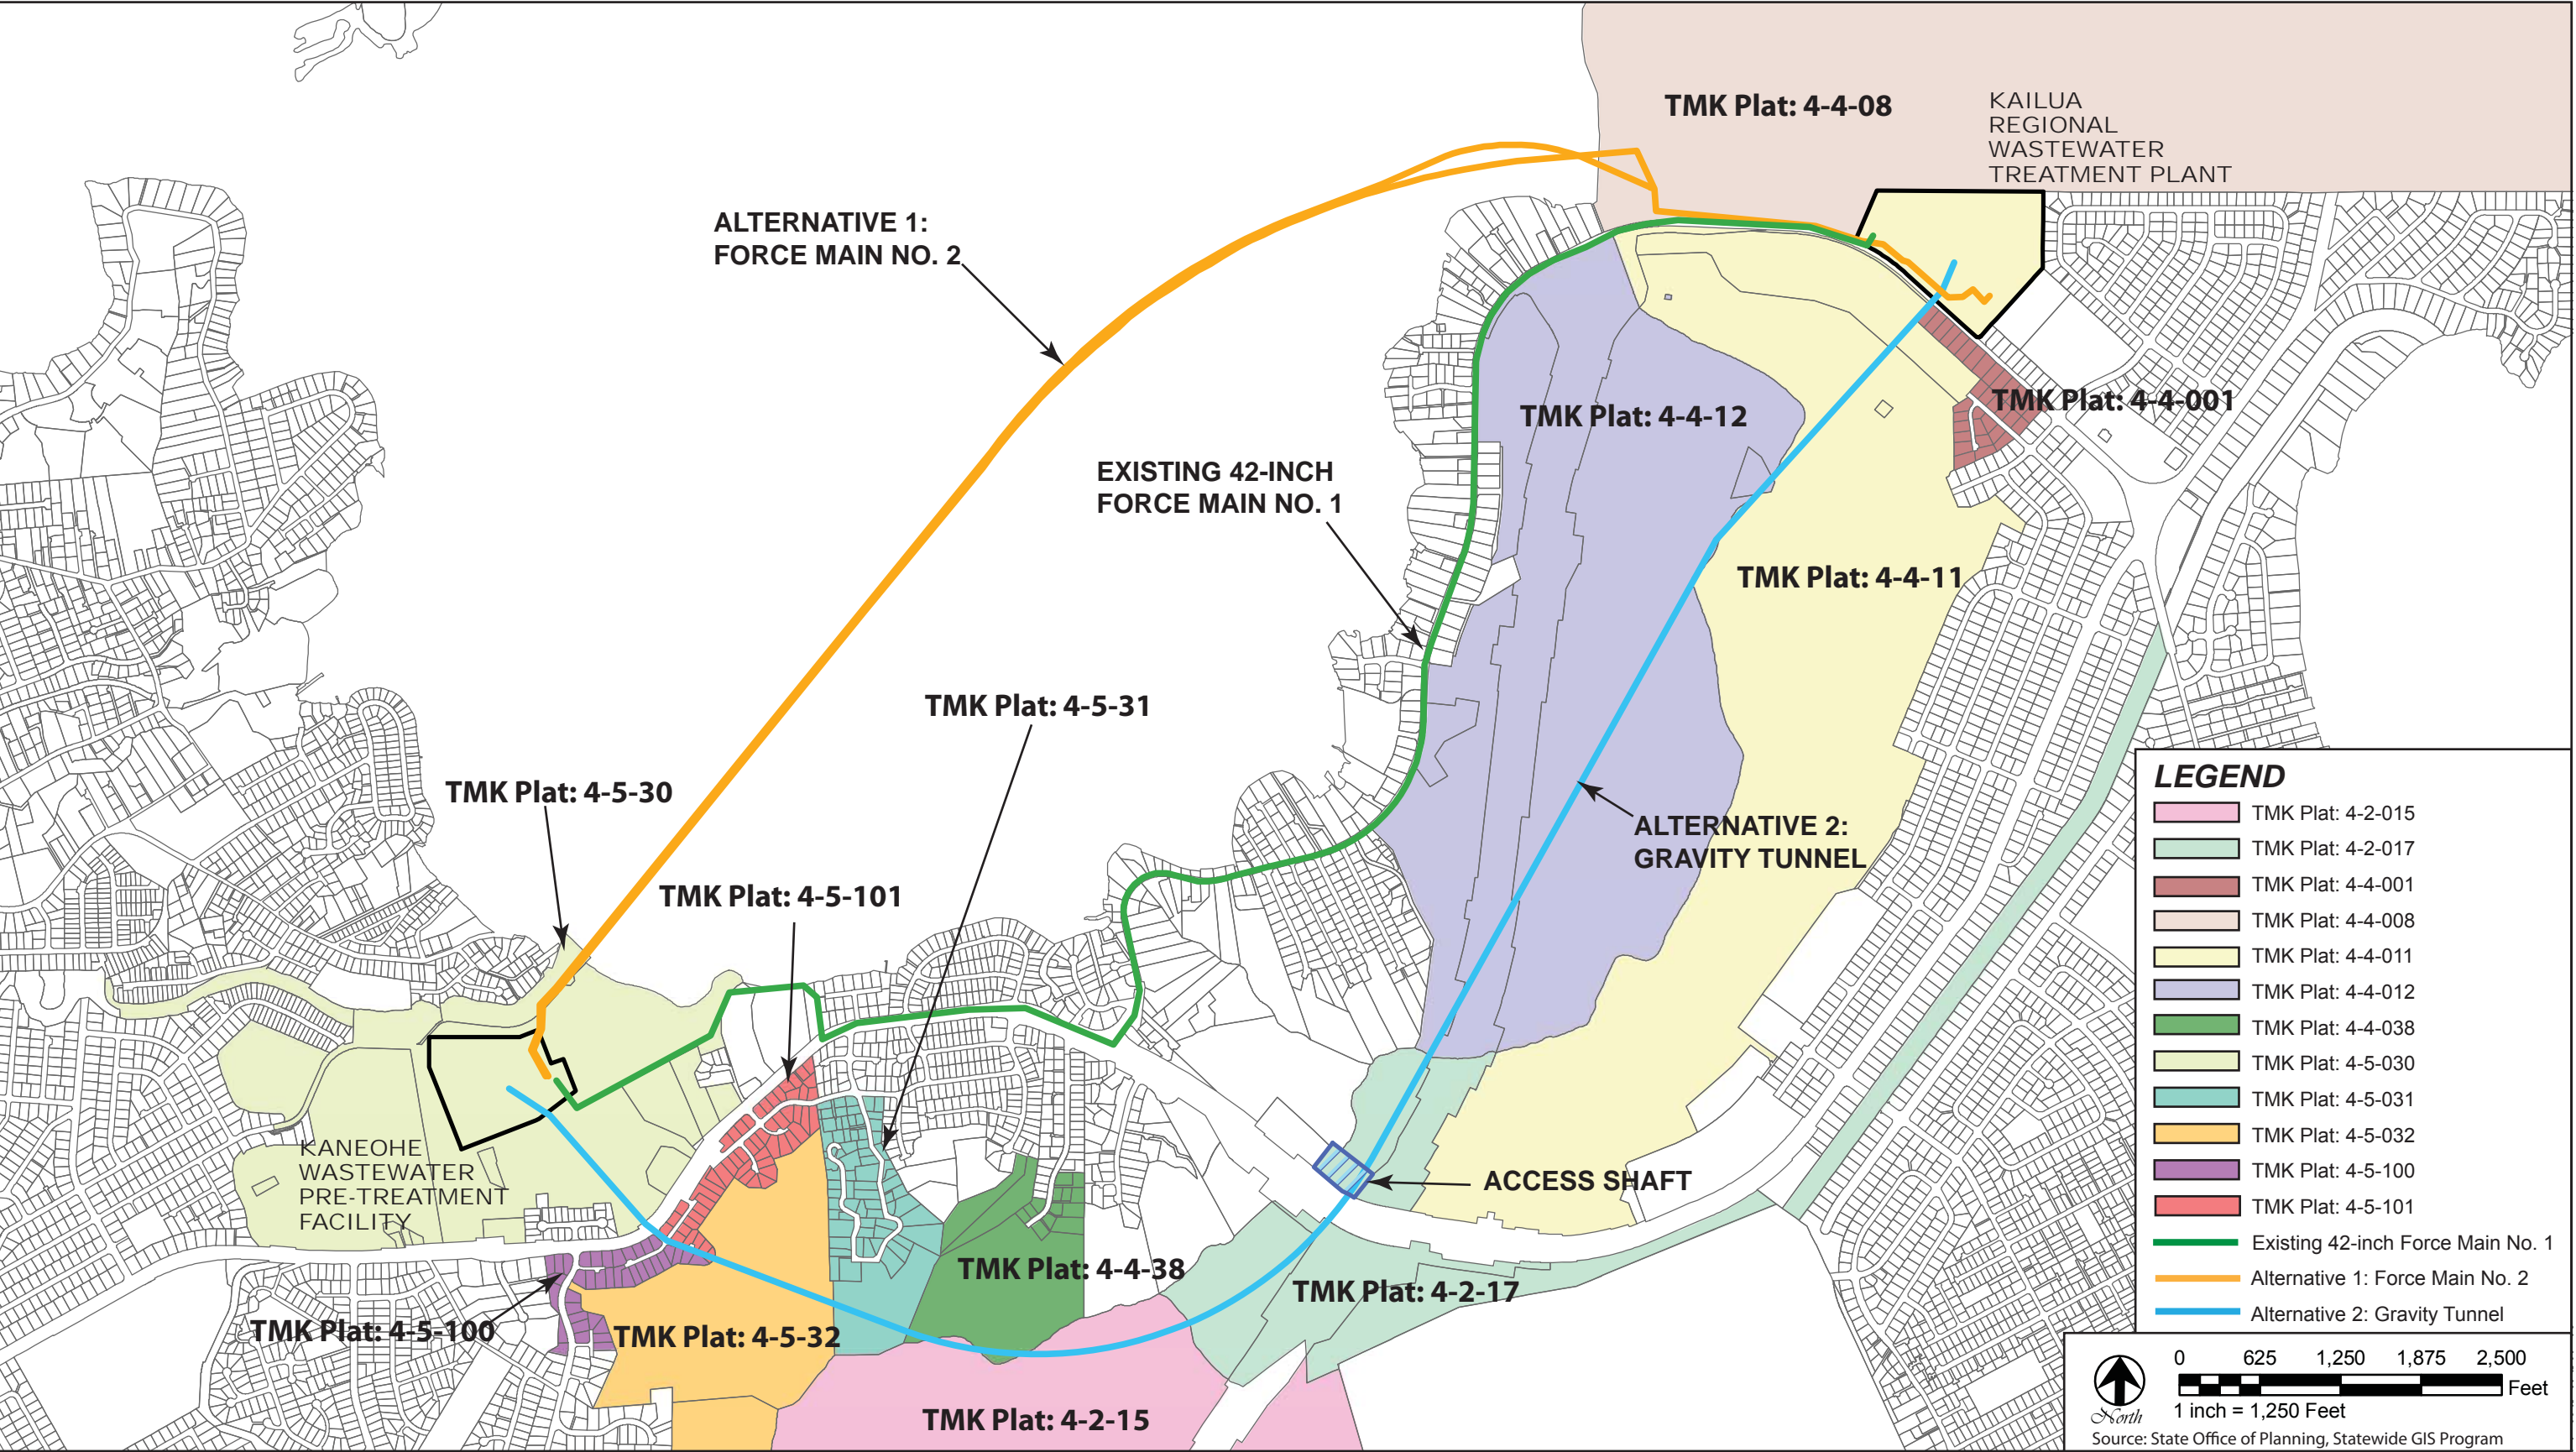 TMK Plat: 4-4-08
KAILUA
REGIONAL
WASTEWATER
TREATMENT PLANT
ALTERNATIVE 1:
FORCE MAIN NO. 2
TMK Plat: 4-4-001
TMK Plat: 4-4-12
EXISTING 42-INCH
FORCE MAIN NO. 1
TMK Plat: 4-4-11
TMK Plat: 4-5-31
TMK Plat: 4-5-30
ALTERNATIVE 2:
GRAVITY TUNNEL
TMK Plat: 4-5-101
KANEOHE
WASTEWATER
PRE-TREATMENT
FACILITY
ACCESS SHAFT
TMK Plat: 4-4-38
TMK Plat: 4-2-17
TMK Plat: 4-5-100
TMK Plat: 4-5-32
TMK Plat: 4-2-15
LEGEND
TMK Plat: 4-2-015
TMK Plat: 4-2-017
TMK Plat: 4-4-001
TMK Plat: 4-4-008
TMK Plat: 4-4-011
TMK Plat: 4-4-012
TMK Plat: 4-4-038
TMK Plat: 4-5-030
TMK Plat: 4-5-031
TMK Plat: 4-5-032
TMK Plat: 4-5-100
TMK Plat: 4-5-101
Existing 42-inch Force Main No. 1
Alternative 1: Force Main No. 2
Alternative 2: Gravity Tunnel
0 625 1,250 1,875 2,500
Feet
North
1 inch = 1,250 Feet
Source: State Office of Planning, Statewide GIS Program